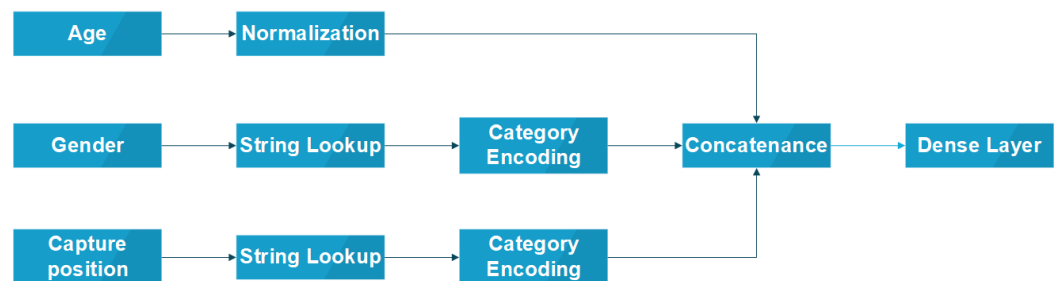 Age
Normalization
Gender
String Lookup
Category
Encoding
Concatenance
Dense Layer
Capture
position
String Lookup
Category
Encoding